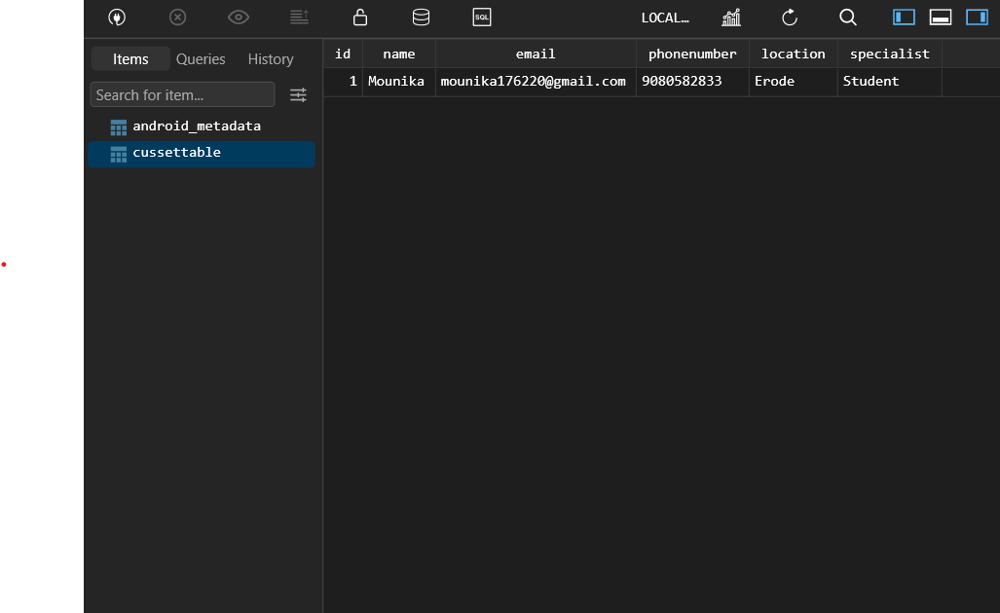 SQL LOCAL...
Items Queries History
Search for item...
android_metadata
cussettable
id name email phonenumber location specialist
1 Mounika mounika176220@gmail.com 9080582833 Erode Student